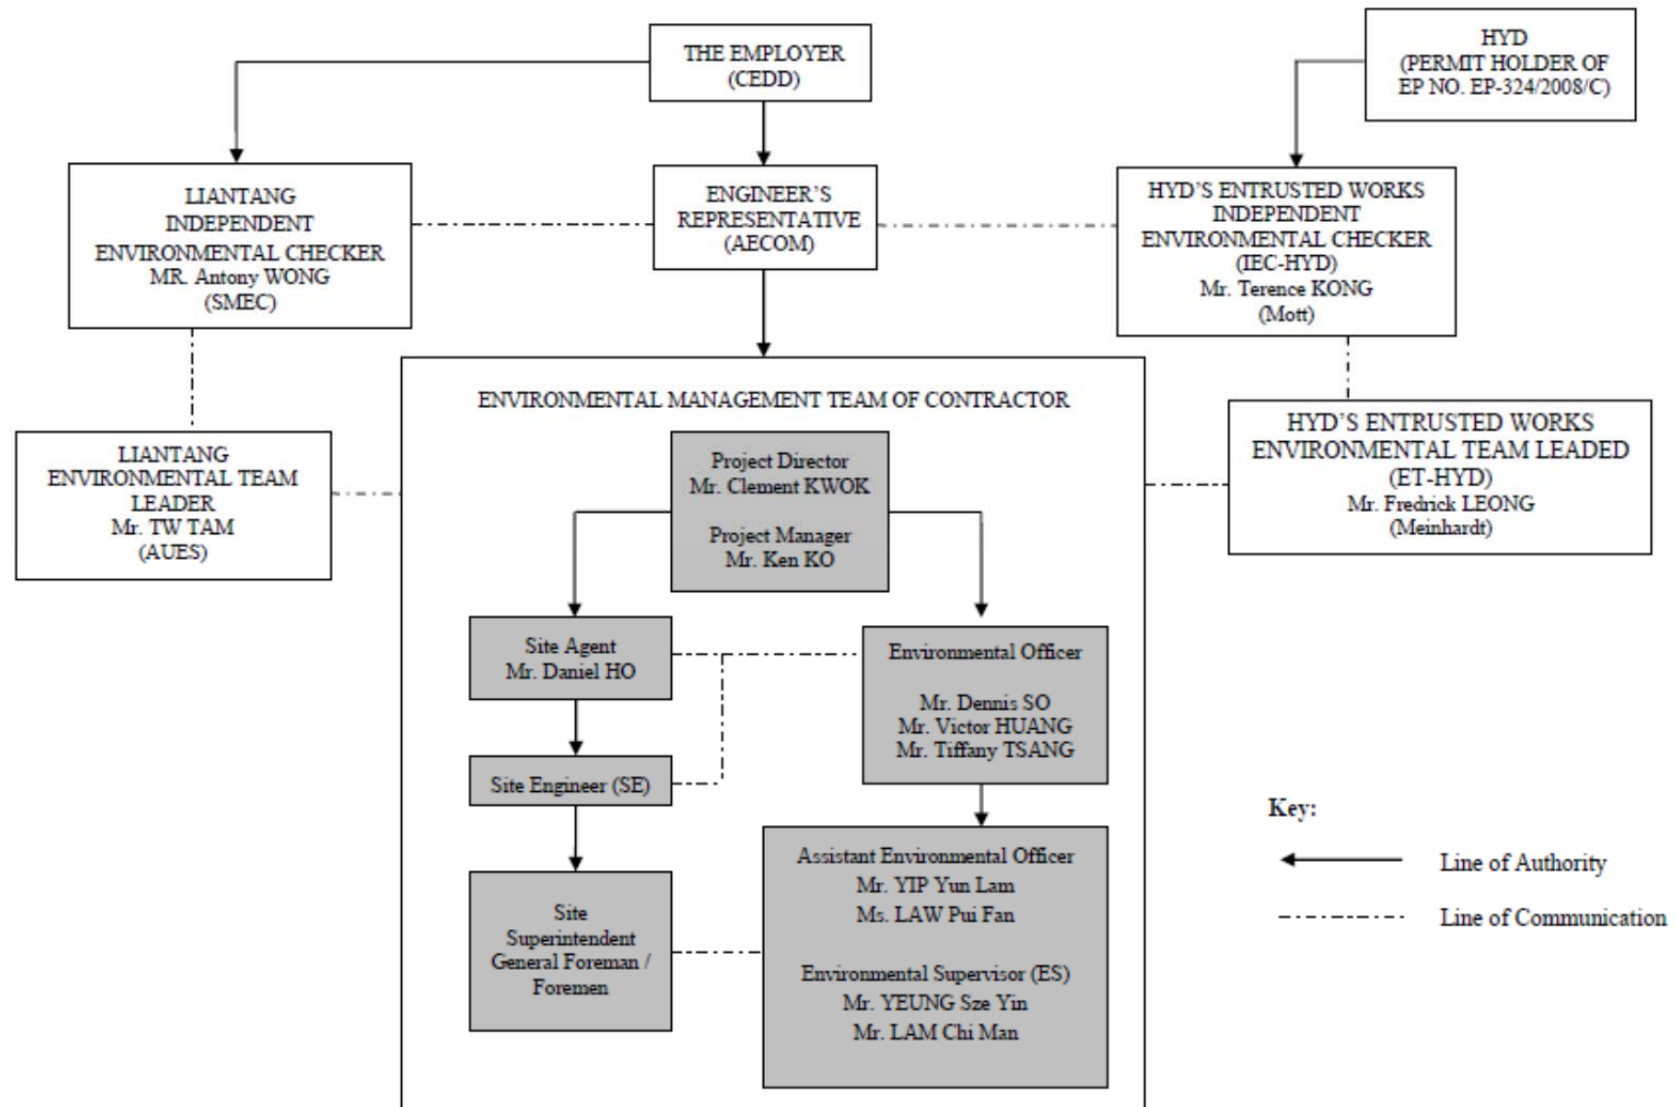 THE EMPLOYER
(CEDD)
HYD
(PERMIT HOLDER OF
EP NO. EP-324/2008/C)
LIANTANG
INDEPENDENT
ENVIRONMENTAL CHECKER
MR. Antony WONG
(SMEC)
ENGINEER'S
REPRESENTATIVE
(AECOM)
HYD'S ENTRUSTED WORKS
INDEPENDENT
ENVIRONMENTAL CHECKER
(IEC-HYD)
Mr. Terence KONG
(Mott)
LIANTANG
ENVIRONMENTAL TEAM
LEADER
Mr. TW TAM
(AUES)
ENVIRONMENTAL MANAGEMENT TEAM OF CONTRACTOR
HYD'S ENTRUSTED WORKS
ENVIRONMENTAL TEAM LEADED
(ET-HYD)
Mr. Fredrick LEONG
(Meinhardt)
Project Director
Mr. Clement KWOK
Project Manager
Mr. Ken KO
Site Agent
Mr. Daniel HO
Environmental Officer
Mr. Dennis SO
Mr. Victor HUANG
Mr. Tiffany TSANG
Site Engineer (SE)
Site
Superintendent
General Foreman /
Foremen
Assistant Environmental Officer
Mr. YIP Yun Lam
Ms. LAW Pui Fan
Environmental Supervisor (ES)
Mr. YEUNG Sze Yin
Mr. LAM Chi Man
Key:
Line of Authority
Line of Communication